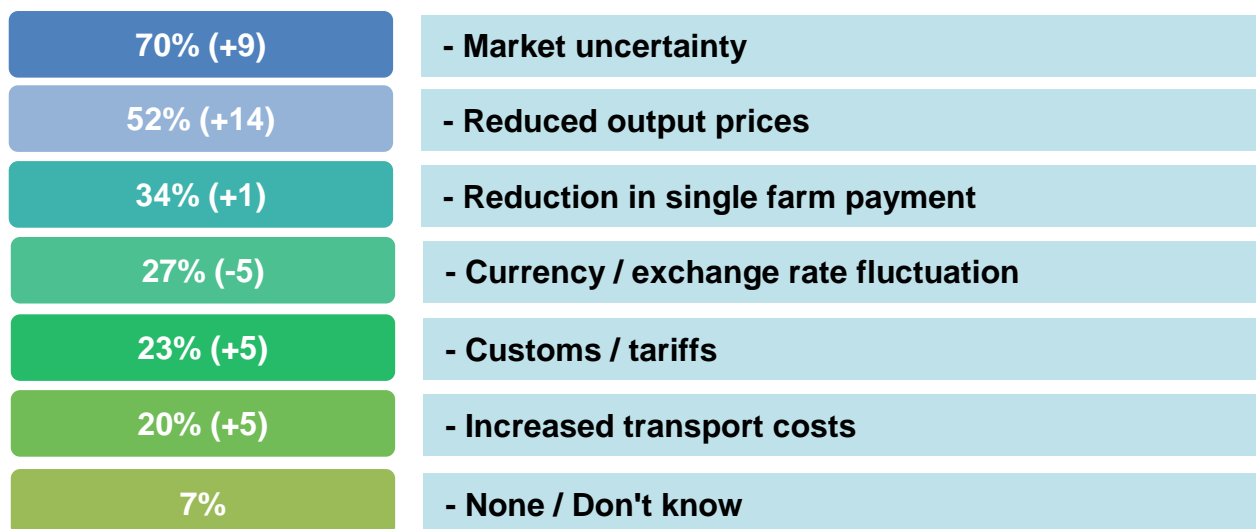 70% (+9) - Market uncertainty
52% (+14) - Reduced output prices
34% (+1) - Reduction in single farm payment
27% (-5) - Currency / exchange rate fluctuation
23% (+5) - Customs / tariffs
20% (+5) - Increased transport costs
7% - None / Don't know